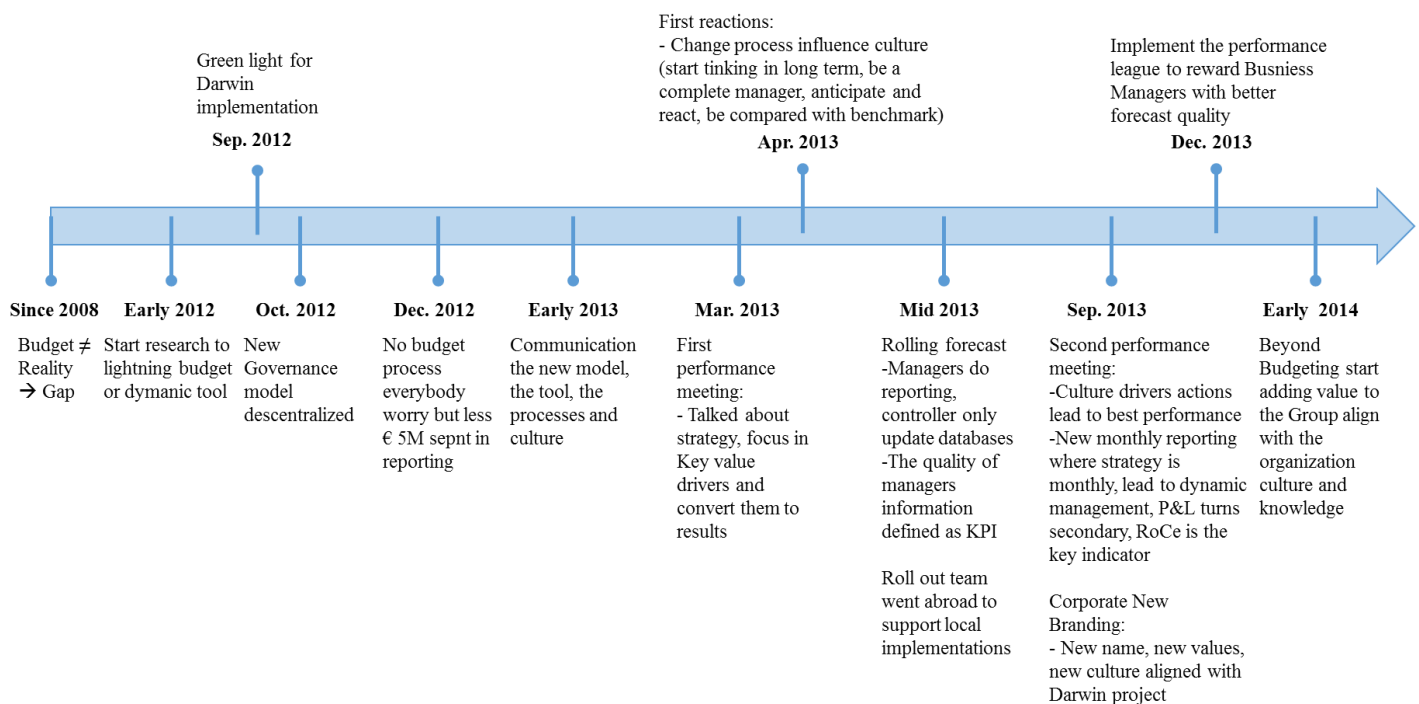 Green light for
Darwin
implementation
Sep. 2012
First reactions:
- Change process influence culture
(start tinking in long term, be a
complete manager, anticipate and
react, be compared with benchmark)
Apr. 2013
Implement the performance
league to reward Busniess
Managers with better
forecast quality
Dec. 2013
Since 2008
Budget ≠
Reality
→ Gap
Early 2012
Start research to
lightning budget
or dymanic tool
Oct. 2012
New
Governance
model
descentralized
Dec. 2012
No budget
process
everybody
worry but less
€ 5M sepnt in
reporting
Early 2013
Communication
the new model,
the tool, the
processes and
culture
Mar. 2013
First
performance
meeting:
- Talked about
strategy, focus in
Key value
drivers and
convert them to
results
Mid 2013
Rolling forecast
-Managers do
reporting,
controller only
update databases
-The quality of
managers
information
defined as KPI
Roll out team
went abroad to
support local
implementations
Sep. 2013
Second performance
meeting:
-Culture drivers actions
lead to best performance
-New monthly reporting
where strategy is
monthly, lead to dynamic
management, P&L turns
secondary, RoCe is the
key indicator
Corporate New
Branding:
- New name, new values,
new culture aligned with
Darwin project
Early 2014
Beyond
Budgeting start
adding value to
the Group align
with the
organization
culture and
knowledge